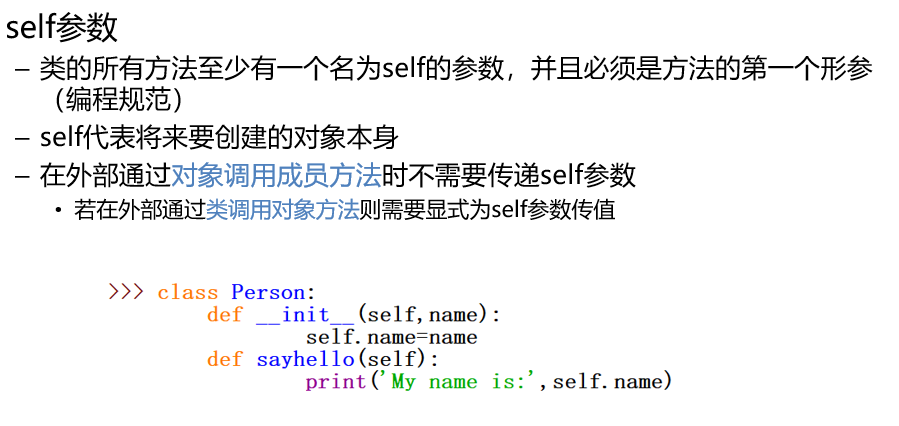 self参数
– 类的所有方法至少有一个名为self的参数，并且必须是方法的第一个形参
（编程规范）
– self代表将来要创建的对象本身
– 在外部通过对象调用成员方法时不需要传递self参数
• 若在外部通过类调用对象方法则需要显式为self参数传值
>>> class Person:
def __init__(self,name):
self.name=name
def sayhello(self):
print('My name is:',self.name)